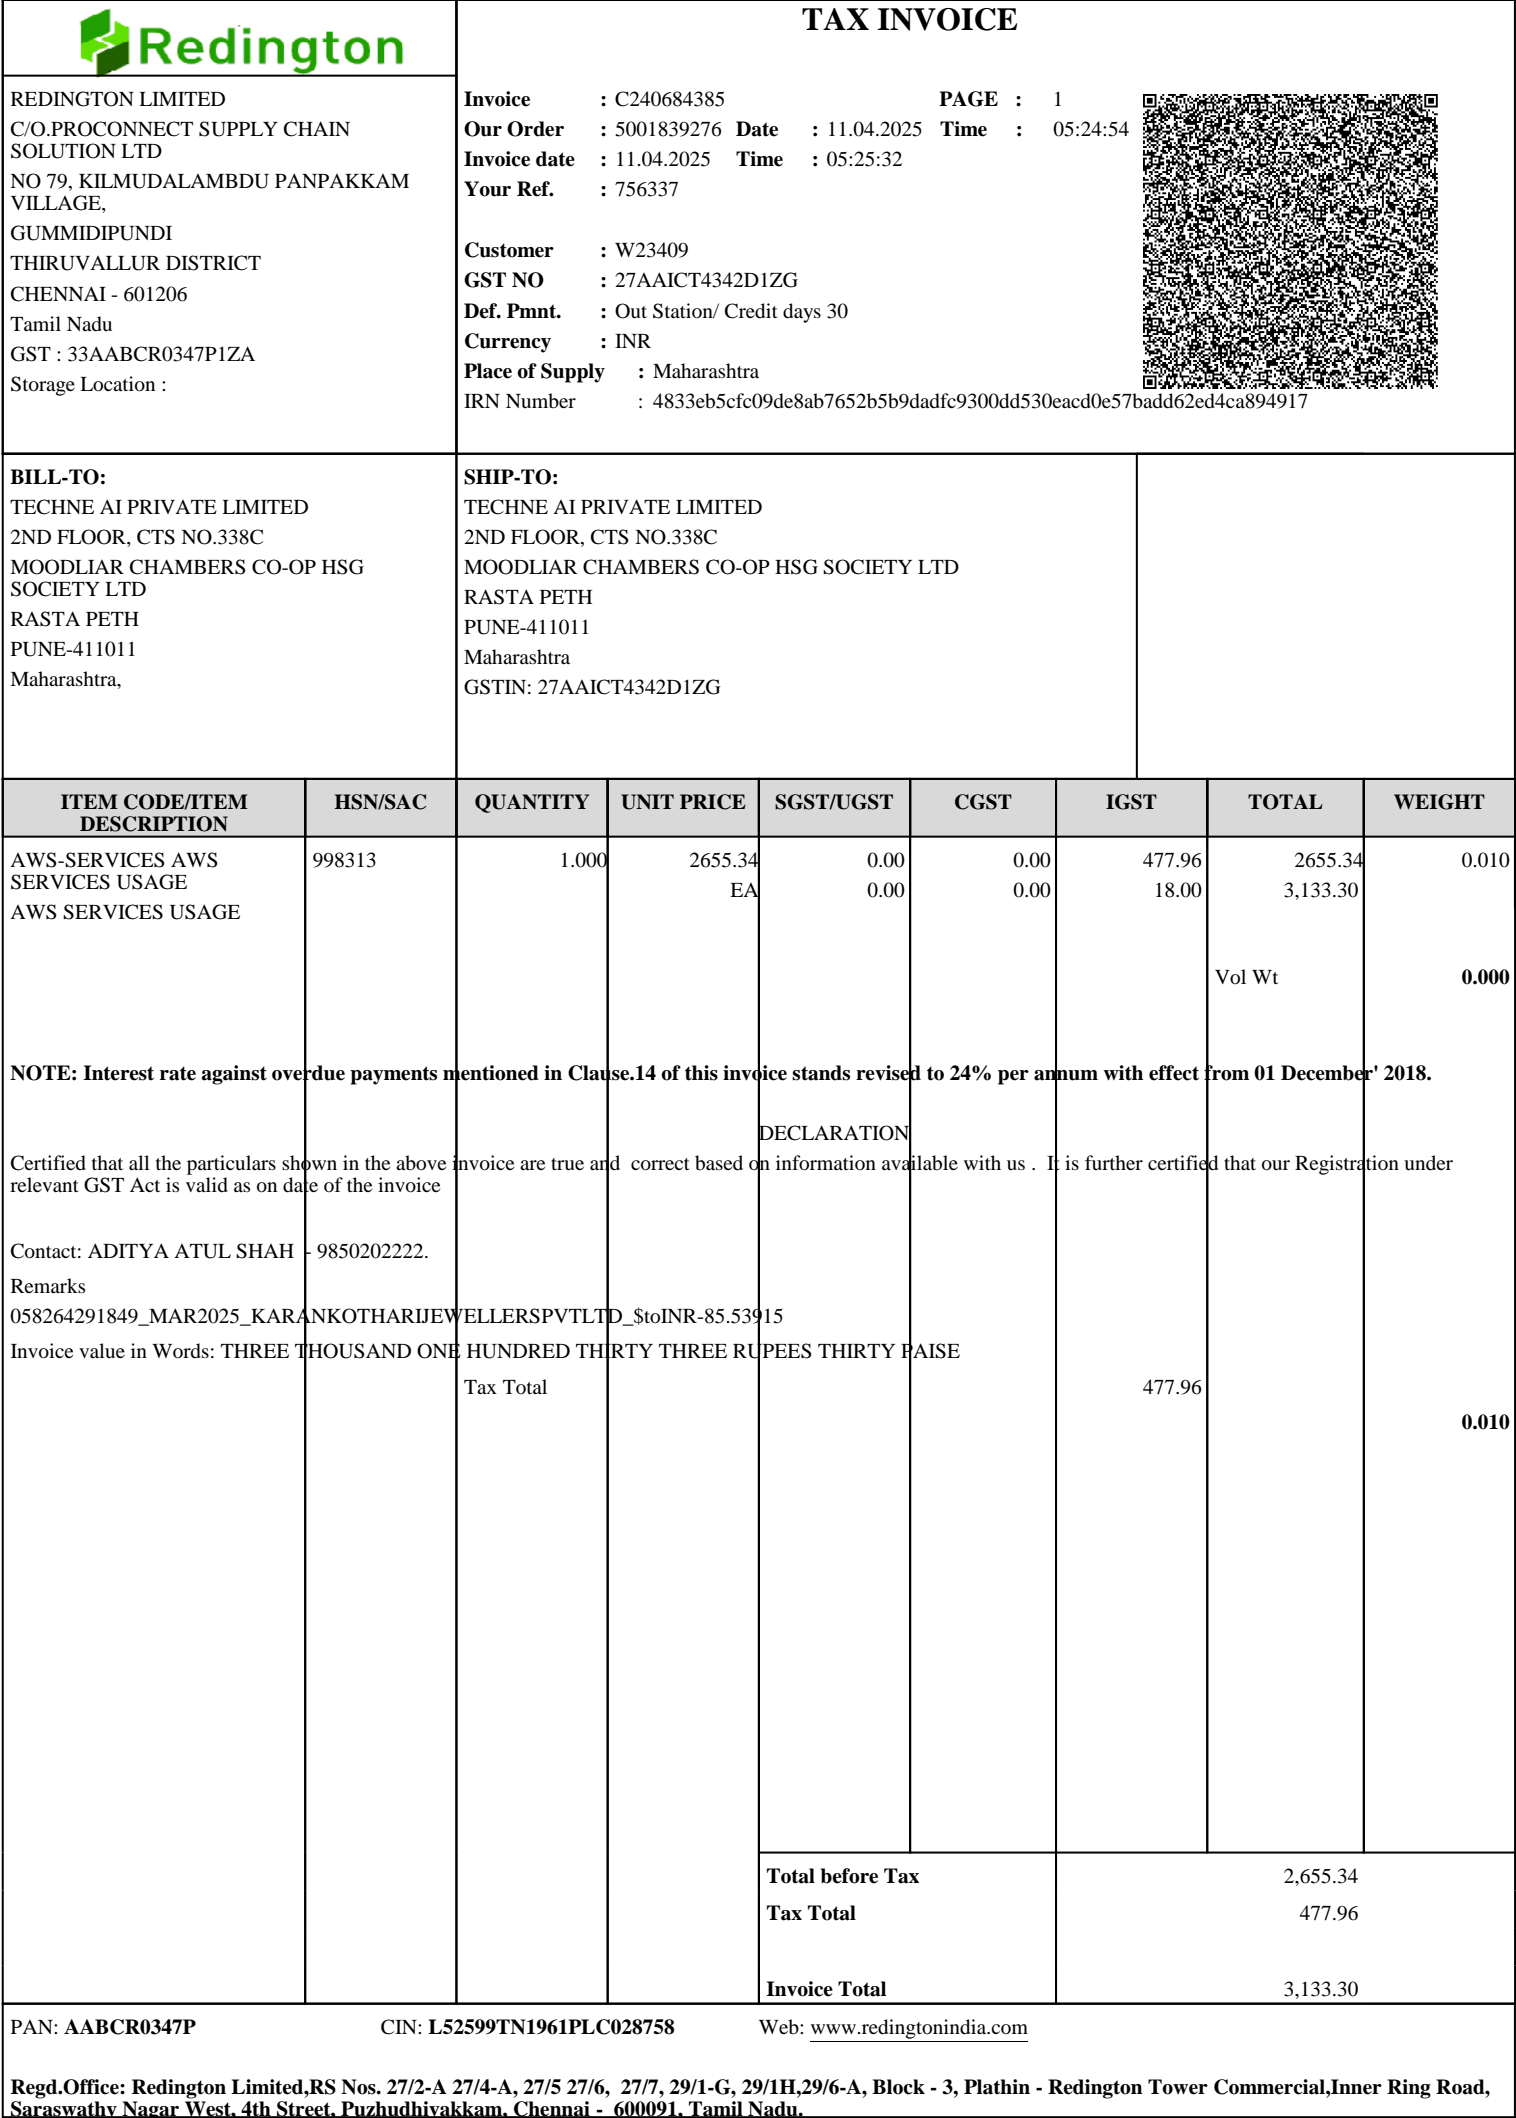 Redington
TAX INVOICE
REDINGTON LIMITED
C/O.PROCONNECT SUPPLY CHAIN
SOLUTION LTD
NO 79, KILMUDALAMBDU PANPAKKAM
VILLAGE,
GUMMIDIPUNDI
THIRUVALLUR DISTRICT
CHENNAI - 601206
Tamil Nadu
GST : 33AABCR0347P1ZA
Storage Location :
Invoice : C240684385 PAGE : 1
Our Order : 5001839276 Date : 11.04.2025 Time : 05:24:54
Invoice date : 11.04.2025 Time : 05:25:32
Your Ref. : 756337
Customer : W23409
GST NO : 27AAICT4342D1ZG
Def. Pmnt. : Out Station/ Credit days 30
Currency : INR
Place of Supply : Maharashtra
IRN Number : 4833eb5cfc09de8ab7652b5b9dadfc9300dd530eacd0e57badd62ed4ca894917
BILL-TO:
TECHNE AI PRIVATE LIMITED
2ND FLOOR, CTS NO.338C
MOODLIAR CHAMBERS CO-OP HSG
SOCIETY LTD
RASTA PETH
PUNE-411011
Maharashtra,
SHIP-TO:
TECHNE AI PRIVATE LIMITED
2ND FLOOR, CTS NO.338C
MOODLIAR CHAMBERS CO-OP HSG SOCIETY LTD
RASTA PETH
PUNE-411011
Maharashtra
GSTIN: 27AAICT4342D1ZG
ITEM CODE/ITEM HSN/SAC QUANTITY UNIT PRICE SGST/UGST CGST IGST TOTAL WEIGHT
DESCRIPTION
AWS-SERVICES AWS 998313 1.000 2655.34 0.00 0.00 477.96 2655.34 0.010
SERVICES USAGE EA 0.00 0.00 18.00 3,133.30
AWS SERVICES USAGE
Vol Wt 0.000
NOTE: Interest rate against overdue payments mentioned in Clause.14 of this invoice stands revised to 24% per annum with effect from 01 December' 2018.
DECLARATION
Certified that all the particulars shown in the above invoice are true and correct based on information available with us . It is further certified that our Registration under
relevant GST Act is valid as on date of the invoice
Contact: ADITYA ATUL SHAH - 9850202222.
Remarks
058264291849_MAR2025_KARANKOTHARIJEWELLERSPVTLTD_$toINR-85.53915
Invoice value in Words: THREE THOUSAND ONE HUNDRED THIRTY THREE RUPEES THIRTY PAISE
Tax Total 477.96
0.010
Total before Tax 2,655.34
Tax Total 477.96
Invoice Total 3,133.30
PAN: AABCR0347P CIN: L52599TN1961PLC028758 Web: www.redingtonindia.com
Regd.Office: Redington Limited,RS Nos. 27/2-A 27/4-A, 27/5 27/6, 27/7, 29/1-G, 29/1H,29/6-A, Block - 3, Plathin - Redington Tower Commercial,Inner Ring Road,
Saraswathy Nagar West, 4th Street, Puzhudhivakkam, Chennai - 600091, Tamil Nadu.